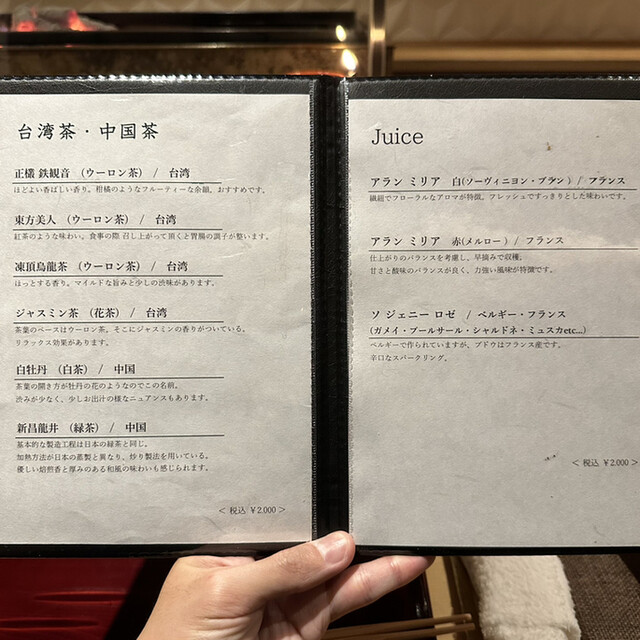 台湾茶・中国茶
正欉 鉄観音 （ウーロン茶） / 台湾
ほどよい香ばしい香り。柑橘のようなフルーティーな余韻。おすすめです。
東方美人 （ウーロン茶） / 台湾
紅茶のような味わい。食事の際 召し上がって頂くと胃腸の調子が整います。
凍頂烏龍茶 （ウーロン茶） / 台湾
ほっとする香り。マイルドな旨みと少しの渋味があります。
ジャスミン茶 （花茶） / 台湾
茶葉のベースはウーロン茶。そこにジャスミンの香りがついている。
リラックス効果があります。
白牡丹 （白茶） / 中国
茶葉の開き方が牡丹の花のようなのでこの名前。
渋みが少なく、少しお出汁の様なニュアンスもあります。
新昌龍井 （緑茶） / 中国
基本的な製造工程は日本の緑茶と同じ。
加熱方法が日本の蒸製と異なり、炒り製法を用いている。
優しい焙煎香と厚みのある和風の味わいも感じられます。
＜ 税込 ￥2.000 ＞
Juice
アラン ミリア 白(ソーヴィニヨン・ブラン ) / フランス
繊細でフローラルなアロマが特徴。フレッシュですっきりとした味わいです。
アラン ミリア 赤(メルロー ) / フランス
仕上がりのバランスを考慮し、早摘みで収穫。
甘さと酸味のバランスが良く、力強い風味が特徴です。
ソ ジェニー ロゼ / ベルギー・フランス
(ガメイ・プールサール・シャルドネ・ミュスカetc...)
ベルギーで作られていますが、ブドウはフランス産です。
辛口なスパークリング。
＜ 税込 ￥2.000 ＞